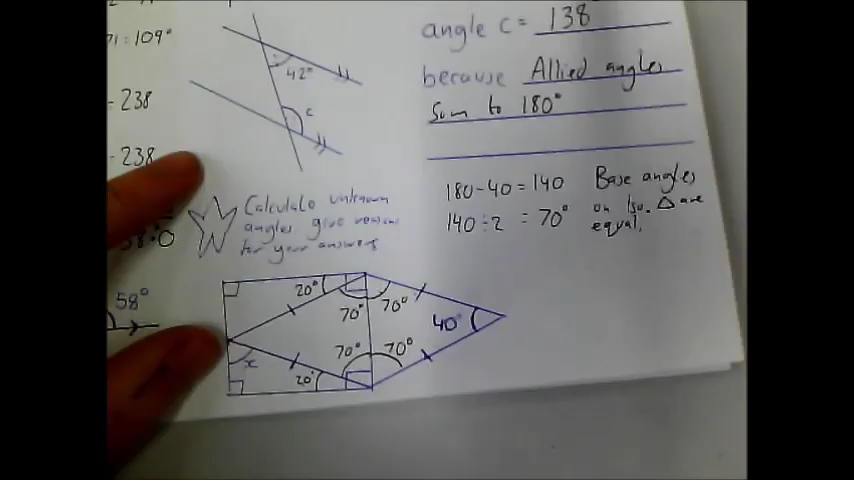 = 109°
- 238
- 238
58°
42°
c
angle c = 138
because Allied angles
Sum to 180°
Calculate unknown
angles give reasons
for your answers
180-40 = 140
140 ÷ 2 = 70°
Base angles
on Iso. △ are
equal.
20°
70°
70°
40°
70°
70°
x
20°